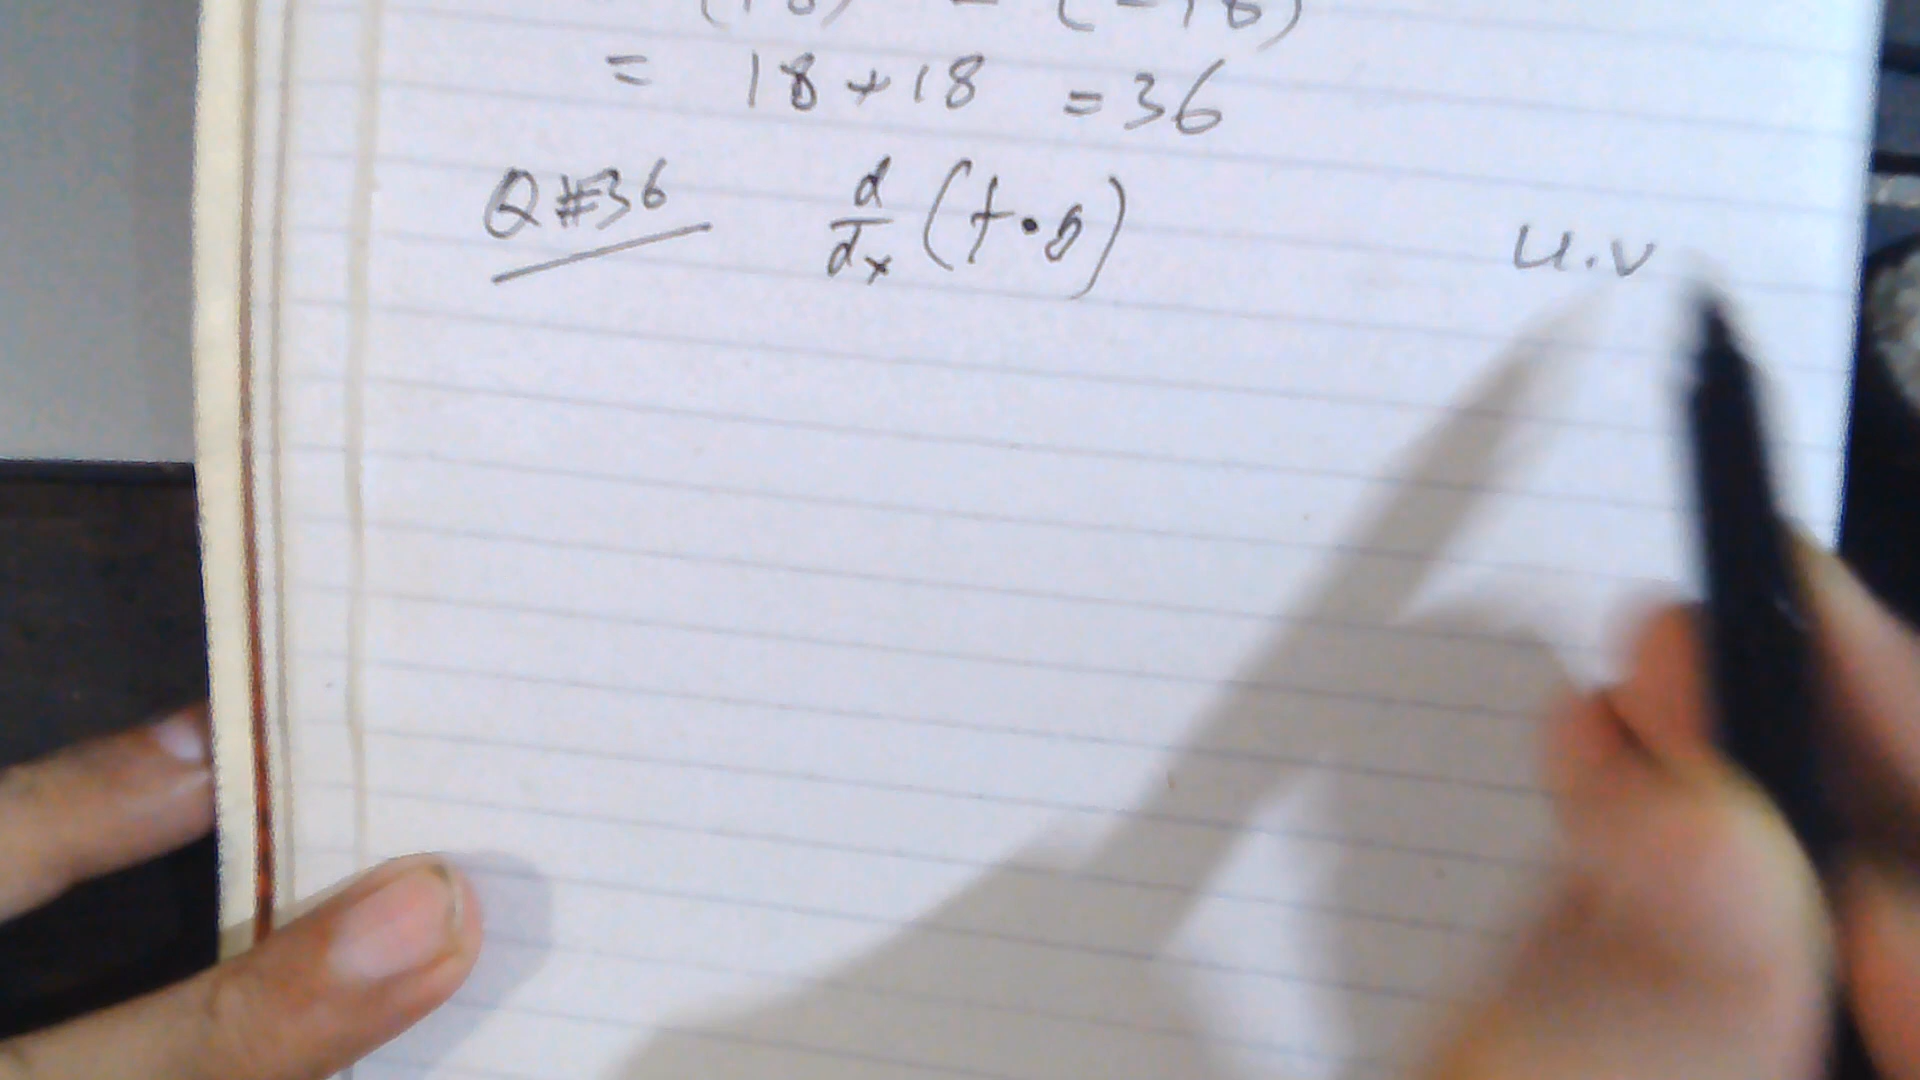 = 18 + 18 = 36
Q #36 d/dx (f • g) u.v